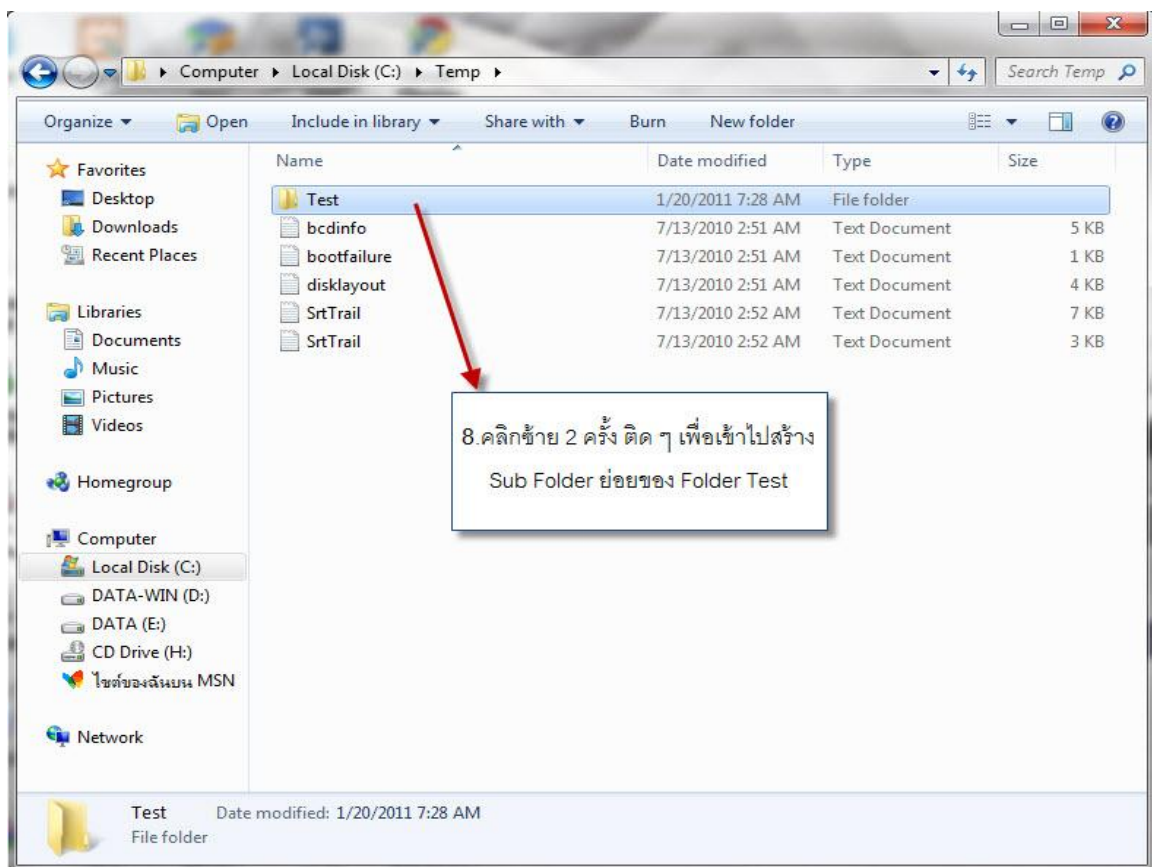 Computer Local Disk (C:) Temp Search Temp
Organize Open Include in library Share with Burn New folder
Favorites
Desktop
Downloads
Recent Places
Libraries
Documents
Music
Pictures
Videos
Homegroup
Computer
Local Disk (C:)
DATA-WIN (D:)
DATA (E:)
CD Drive (H:)
ไซต์ของฉันบน MSN
Network
Name Date modified Type Size
Test 1/20/2011 7:28 AM File folder
bcdinfo 7/13/2010 2:51 AM Text Document 5 KB
bootfailure 7/13/2010 2:51 AM Text Document 1 KB
disklayout 7/13/2010 2:51 AM Text Document 4 KB
SrtTrail 7/13/2010 2:52 AM Text Document 7 KB
SrtTrail 7/13/2010 2:52 AM Text Document 3 KB
8.คลิกซ้าย 2 ครั้ง ติด ๆ เพื่อเข้าไปสร้าง
Sub Folder ย่อยของ Folder Test
Test Date modified: 1/20/2011 7:28 AM
File folder